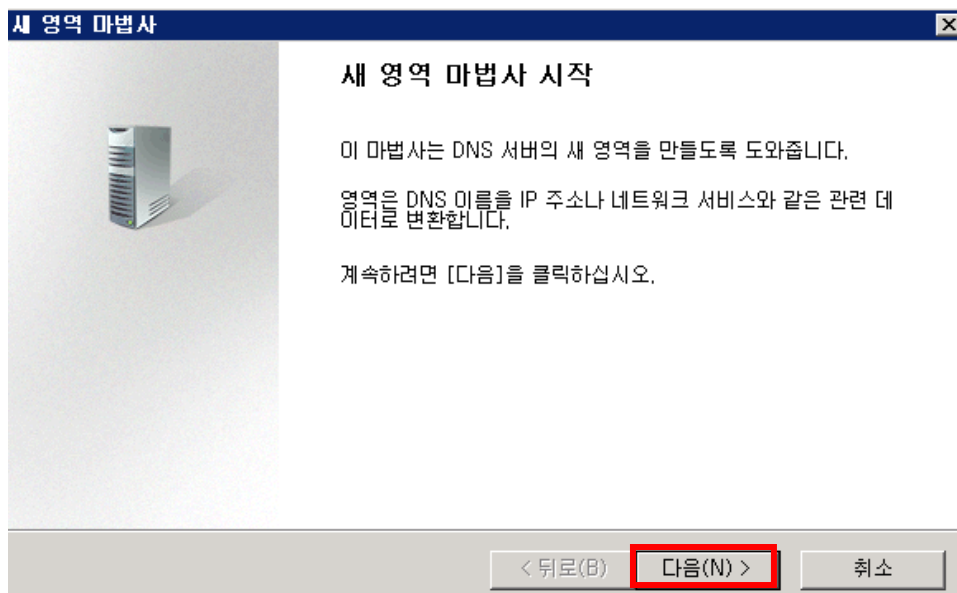 새 영역 마법사
새 영역 마법사 시작
이 마법사는 DNS 서버의 새 영역을 만들도록 도와줍니다.
영역은 DNS 이름을 IP 주소나 네트워크 서비스와 같은 관련 데
이터로 변환합니다.
계속하려면 [다음]을 클릭하십시오.
< 뒤로(B) 다음(N) > 취소